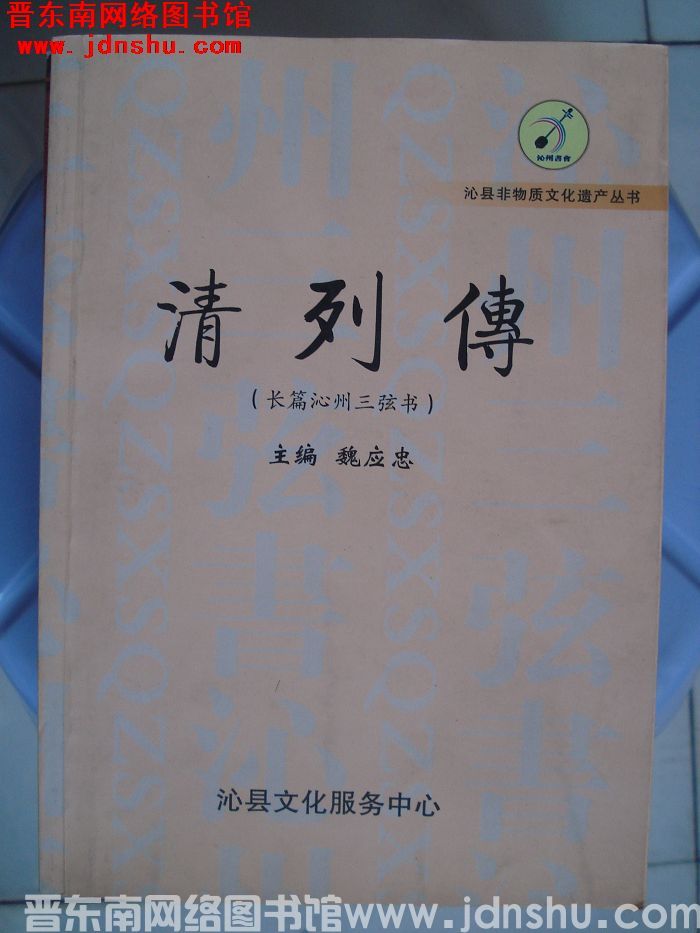 晋东南网络图书馆
www.jdnshu.com
沁州書會
沁县非物质文化遗产丛书
清列傳
（长篇沁州三弦书）
主编 魏应忠
沁县文化服务中心
晋东南网络图书馆www.jdnshu.com